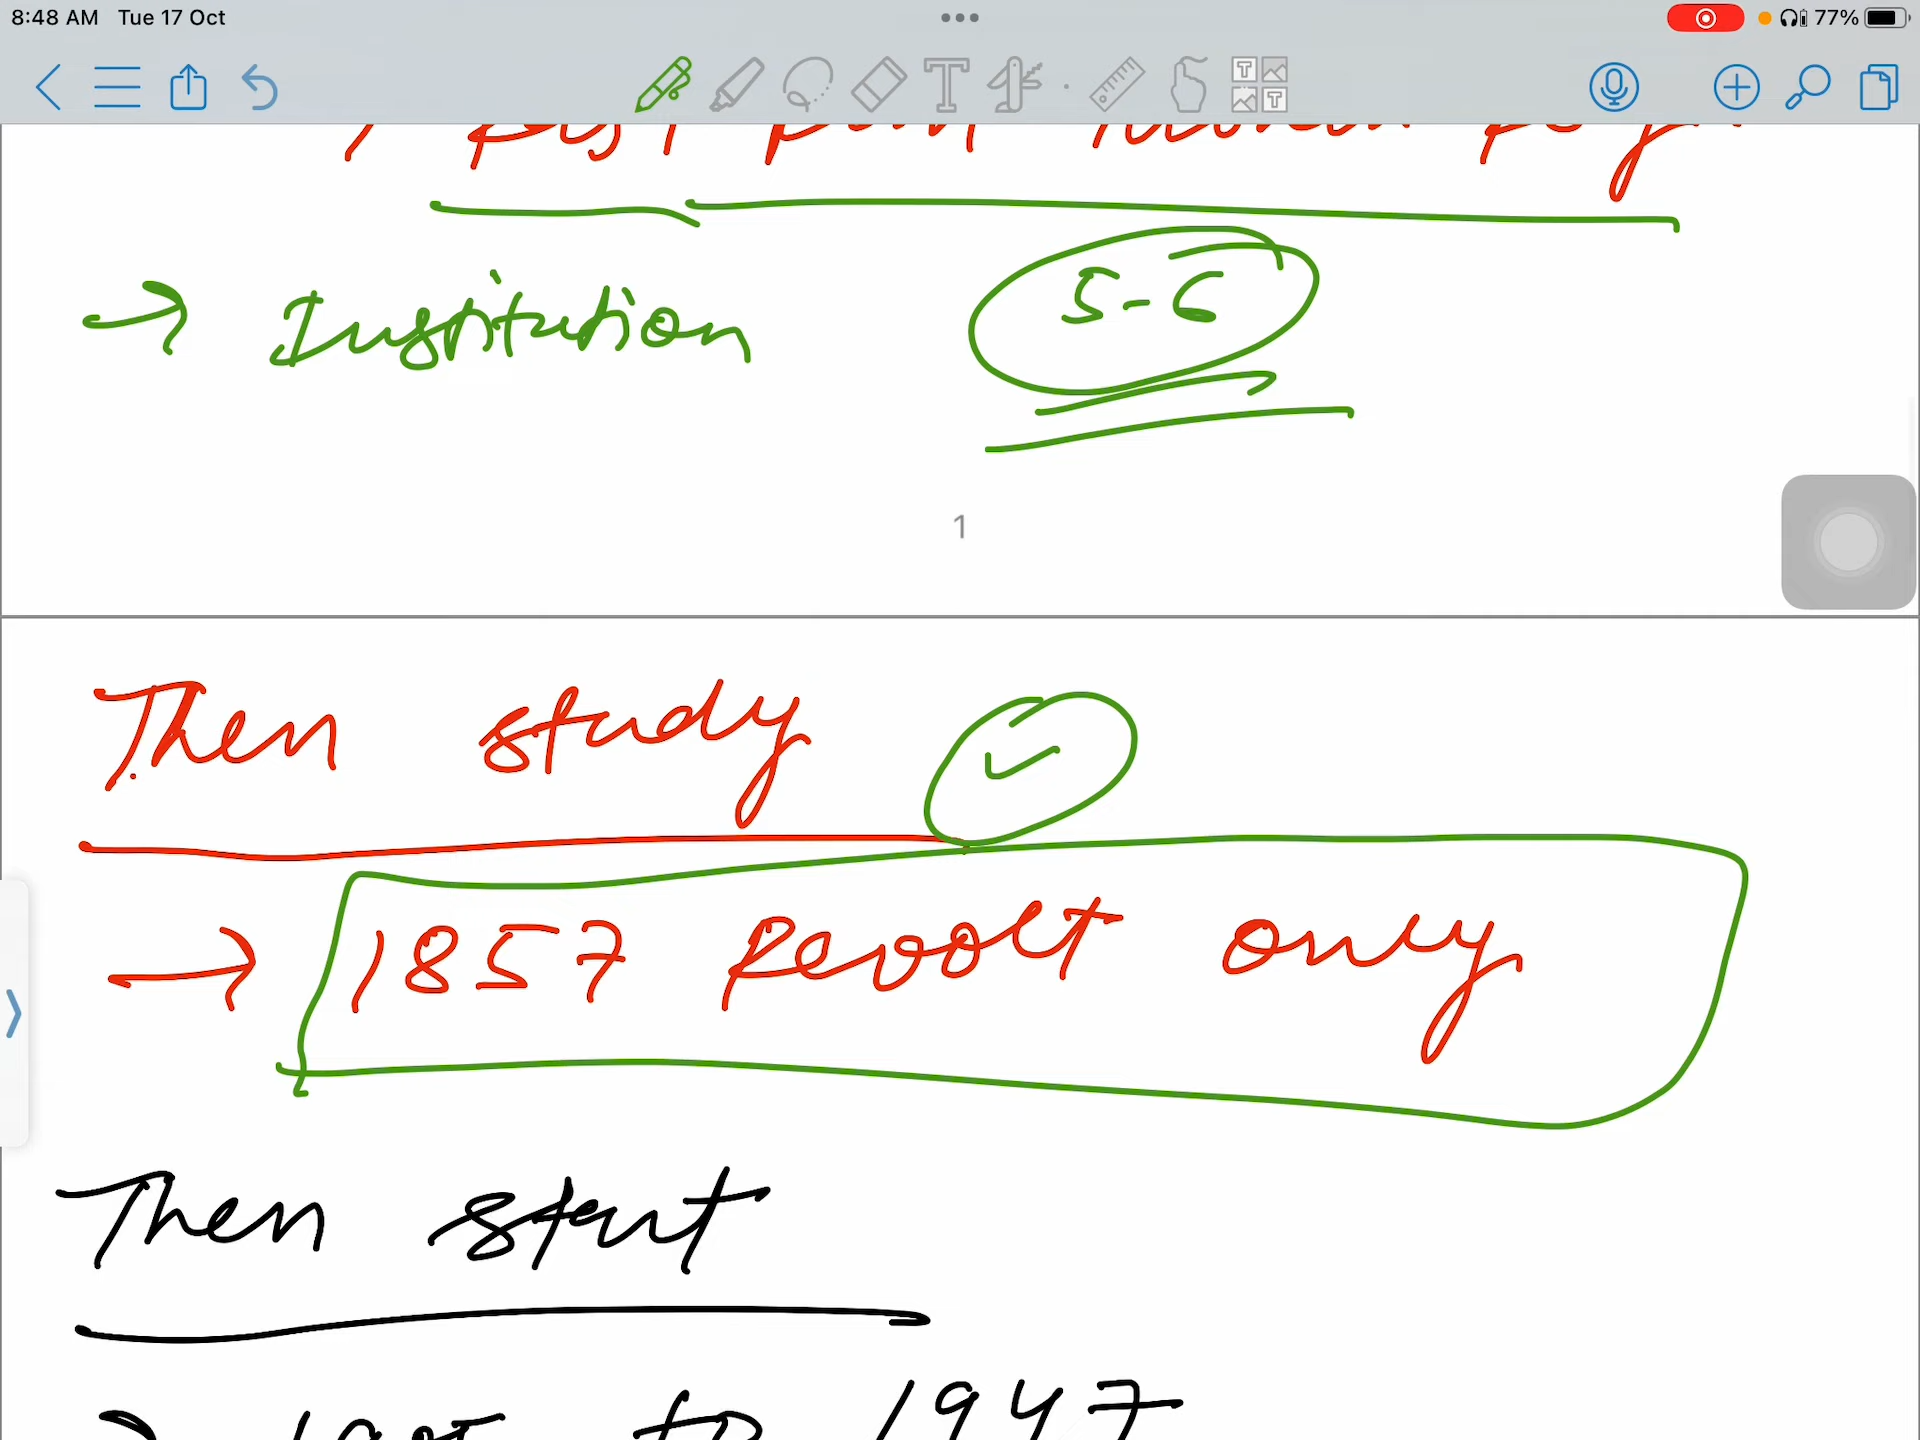 8:48 AM Tue 17 Oct
77%
→ Institution 5-6
1
Then study ✓
→ 1857 Revolt only
Then start
to 1947